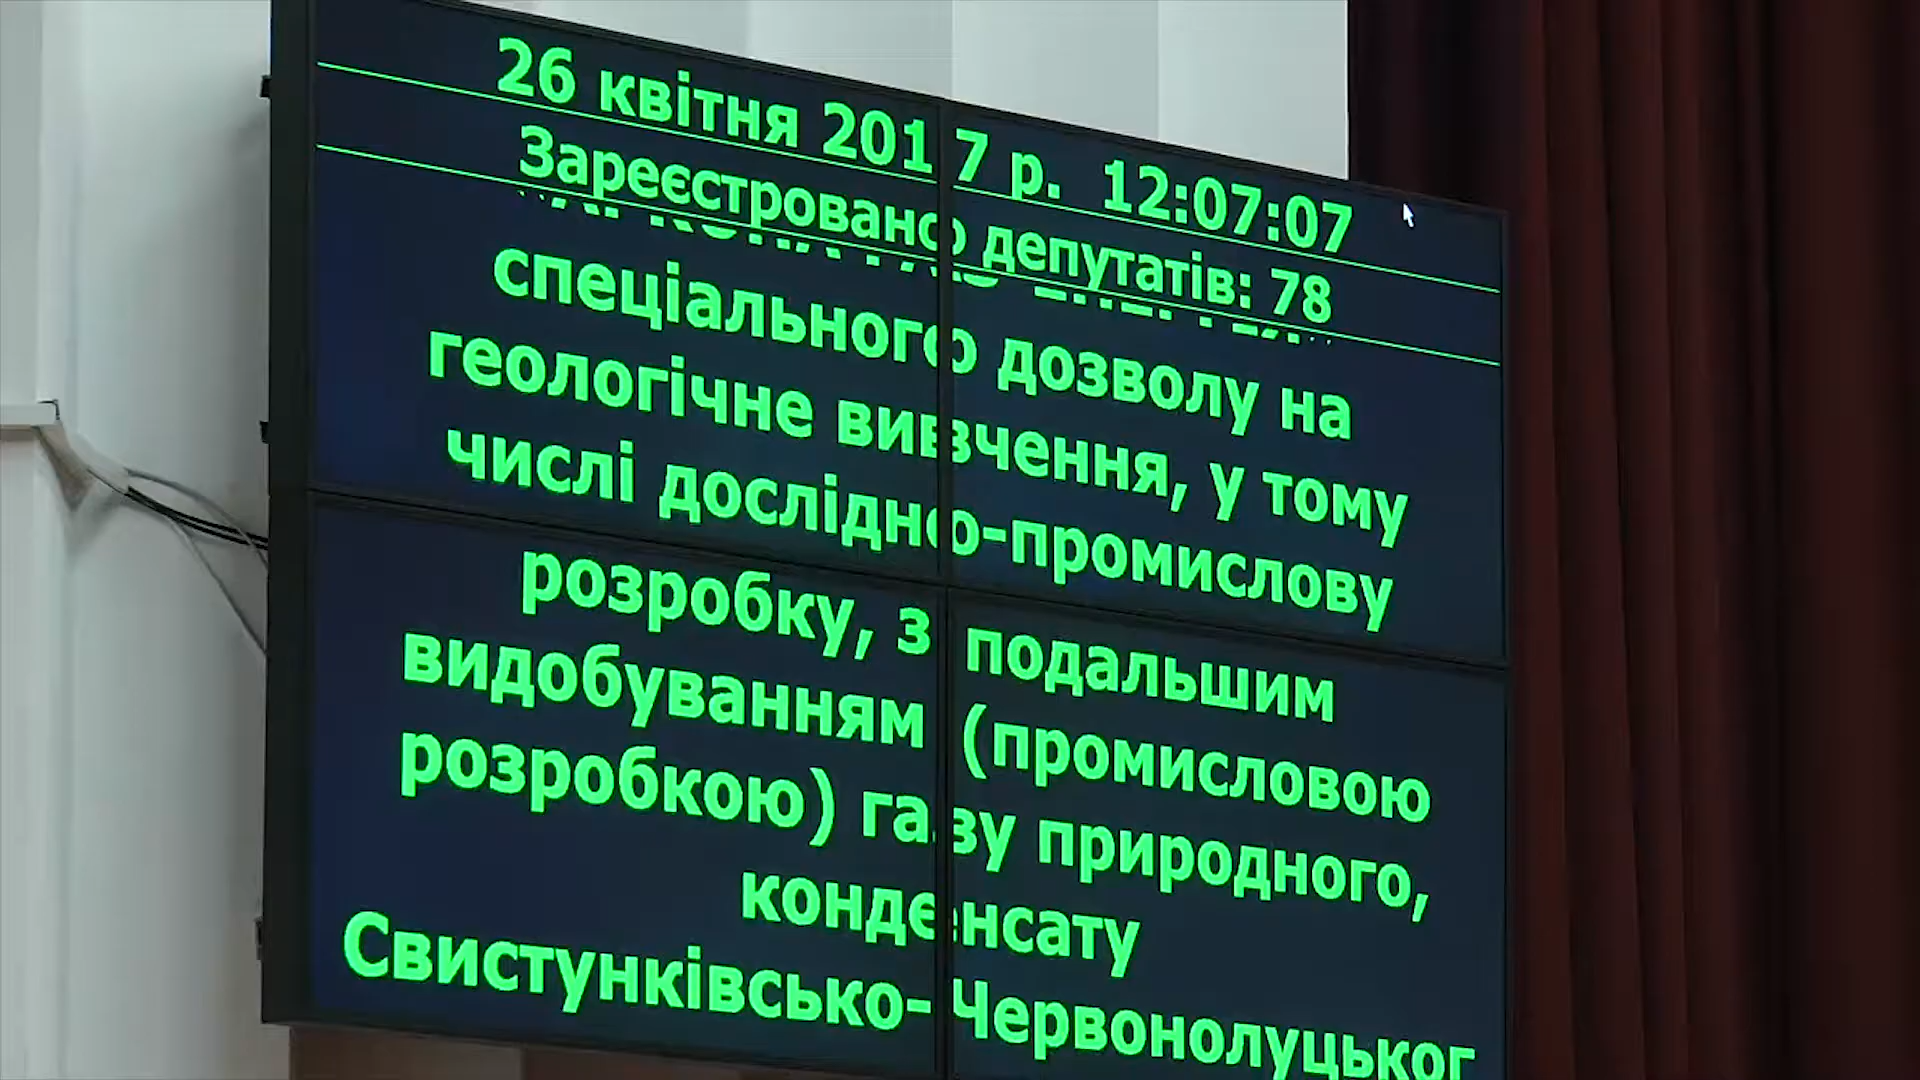 26 квітня 2017 р. 12:07:07
Зареєстровано депутатів: 78
спеціального дозволу на
геологічне вивчення, у тому
числі дослідно-промислову
розробку, з подальшим
видобуванням (промисловою
розробкою) газу природного,
конденсату
Свистунківсько-Червонолуцьког